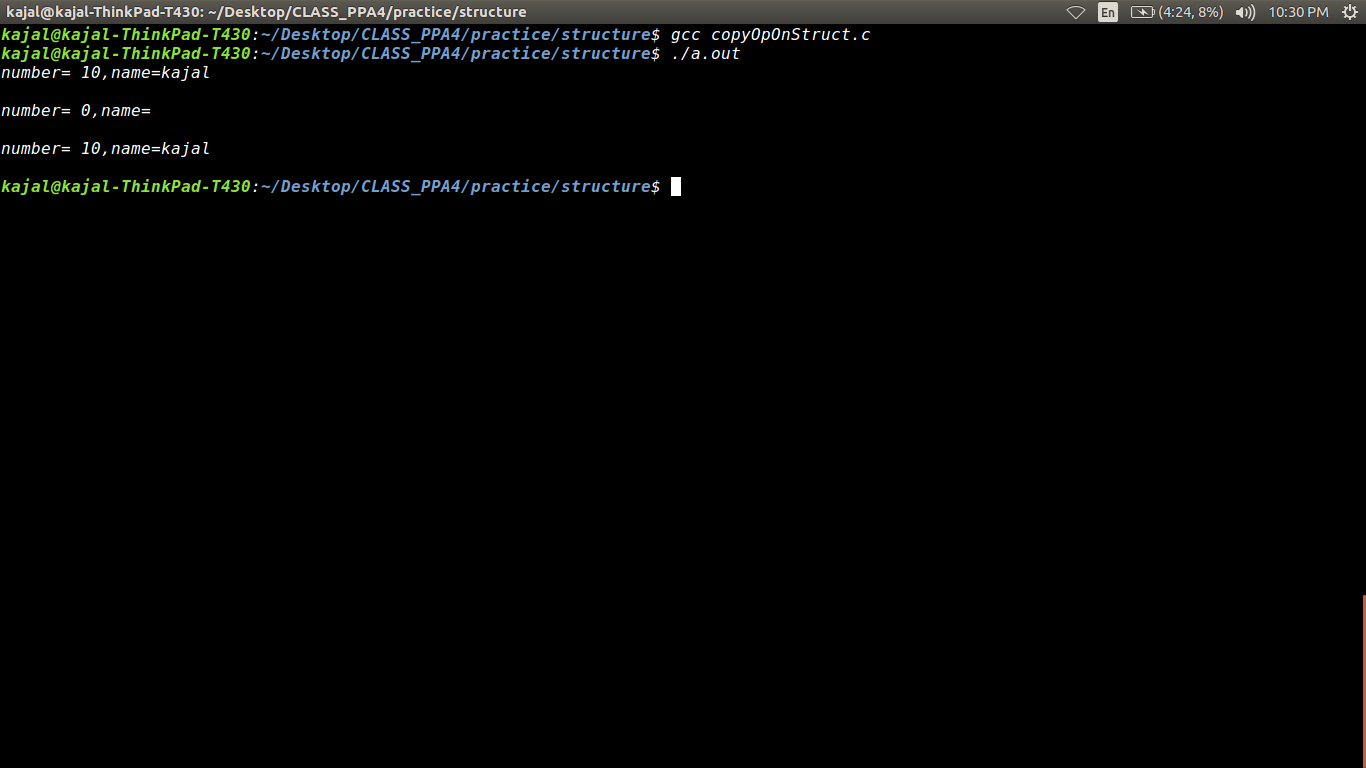 kajal@kajal-ThinkPad-T430: ~/Desktop/CLASS_PPA4/practice/structure En (4:24, 8%) 10:30 PM
kajal@kajal-ThinkPad-T430:~/Desktop/CLASS_PPA4/practice/structure$ gcc copyOpOnStruct.c
kajal@kajal-ThinkPad-T430:~/Desktop/CLASS_PPA4/practice/structure$ ./a.out
number= 10,name=kajal
number= 0,name=
number= 10,name=kajal
kajal@kajal-ThinkPad-T430:~/Desktop/CLASS_PPA4/practice/structure$